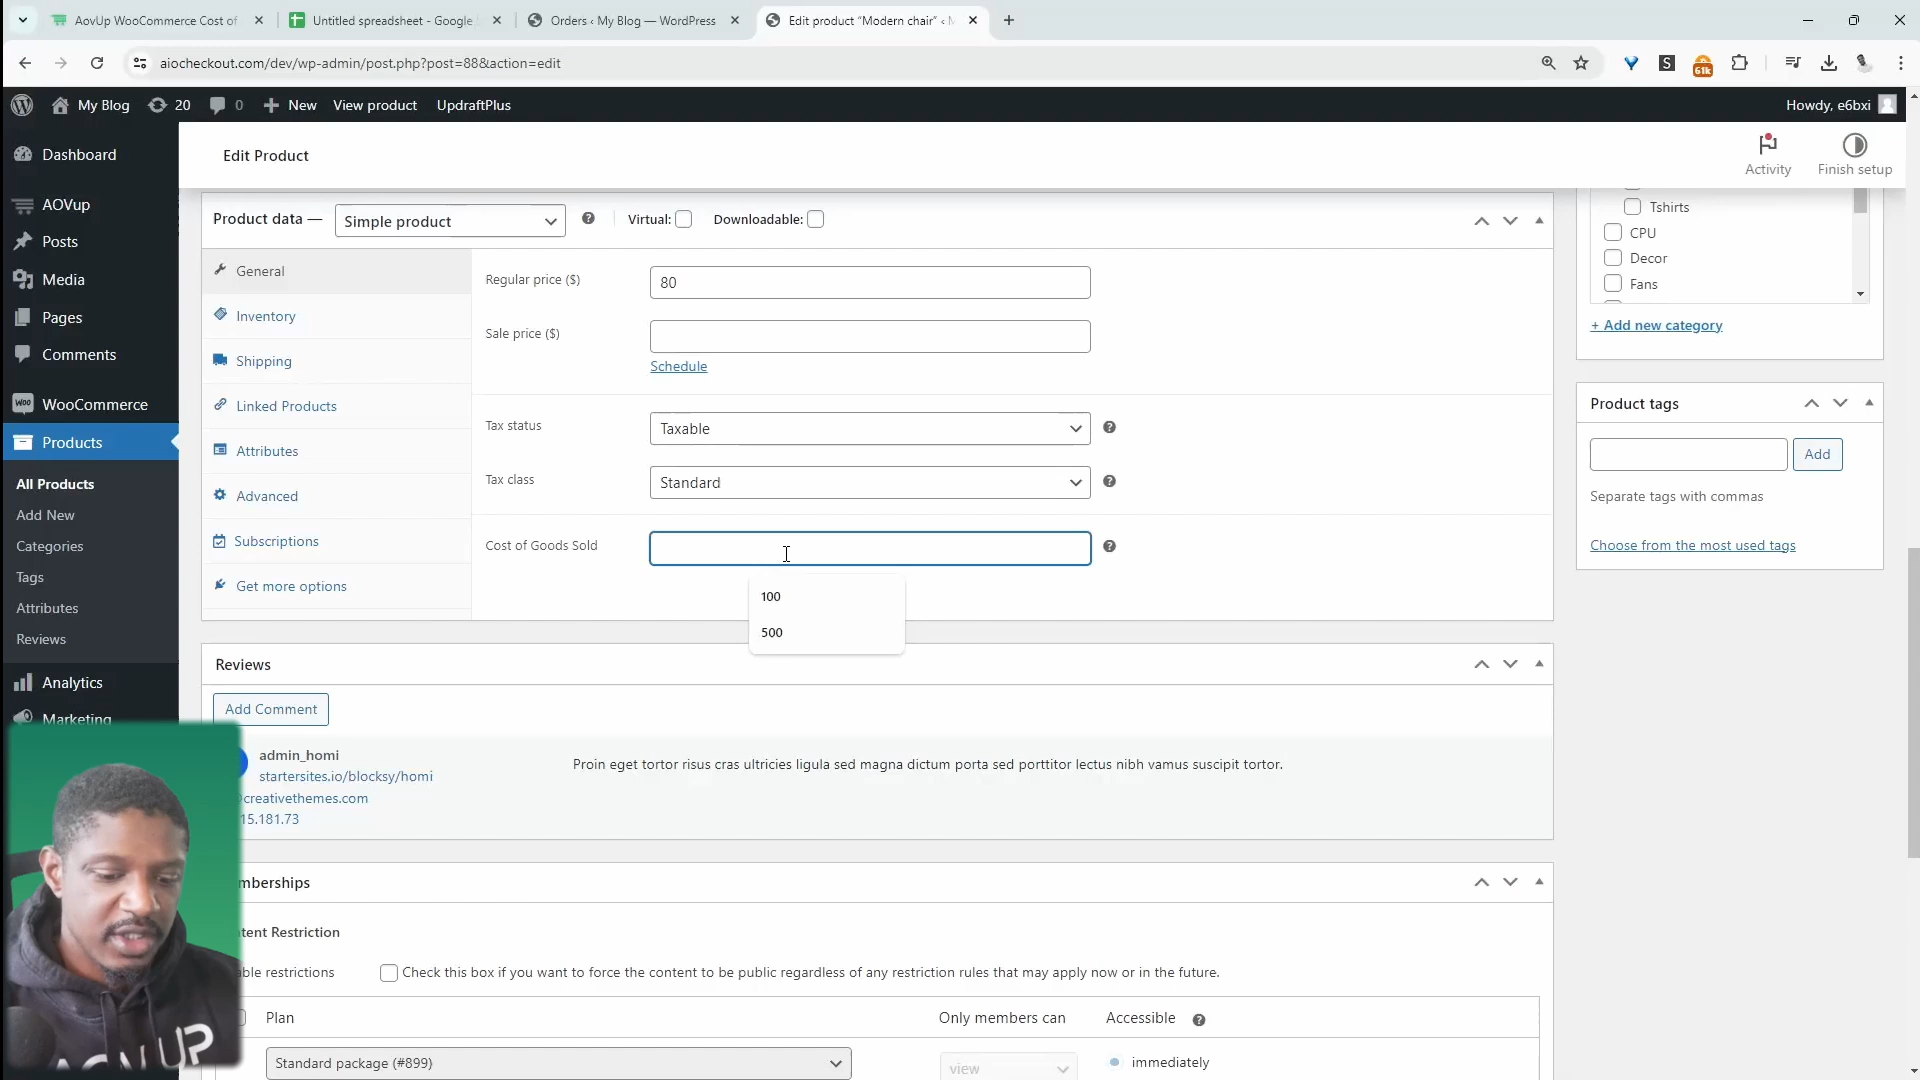 AovUp WooCommerce Cost of
Untitled spreadsheet - Google
Orders ‹ My Blog — WordPress
Edit product “Modern chair” ‹
aiocheckout.com/dev/wp-admin/post.php?post=88&action=edit
S
61k
My Blog
20
0
New
View product
UpdraftPlus
Howdy, e6bxi
Dashboard
AOVup
Posts
Media
Pages
Comments
WooCommerce
Products
All Products
Add New
Categories
Tags
Attributes
Reviews
Analytics
Marketing
Edit Product
Activity
Finish setup
Product data —
Simple product
Virtual:
Downloadable:
General
Inventory
Shipping
Linked Products
Attributes
Advanced
Subscriptions
Get more options
Regular price ($)
80
Sale price ($)
Schedule
Tax status
Taxable
Tax class
Standard
Cost of Goods Sold
100
500
Tshirts
CPU
Decor
Fans
+ Add new category
Product tags
Add
Separate tags with commas
Choose from the most used tags
Reviews
Add Comment
admin_homi
startersites.io/blocksy/homi
creativethemes.com
15.181.73
Proin eget tortor risus cras ultricies ligula sed magna dictum porta sed porttitor lectus nibh vamus suscipit tortor.
mberships
tent Restriction
able restrictions
Check this box if you want to force the content to be public regardless of any restriction rules that may apply now or in the future.
Plan
Only members can
Accessible
Standard package (#899)
view
immediately